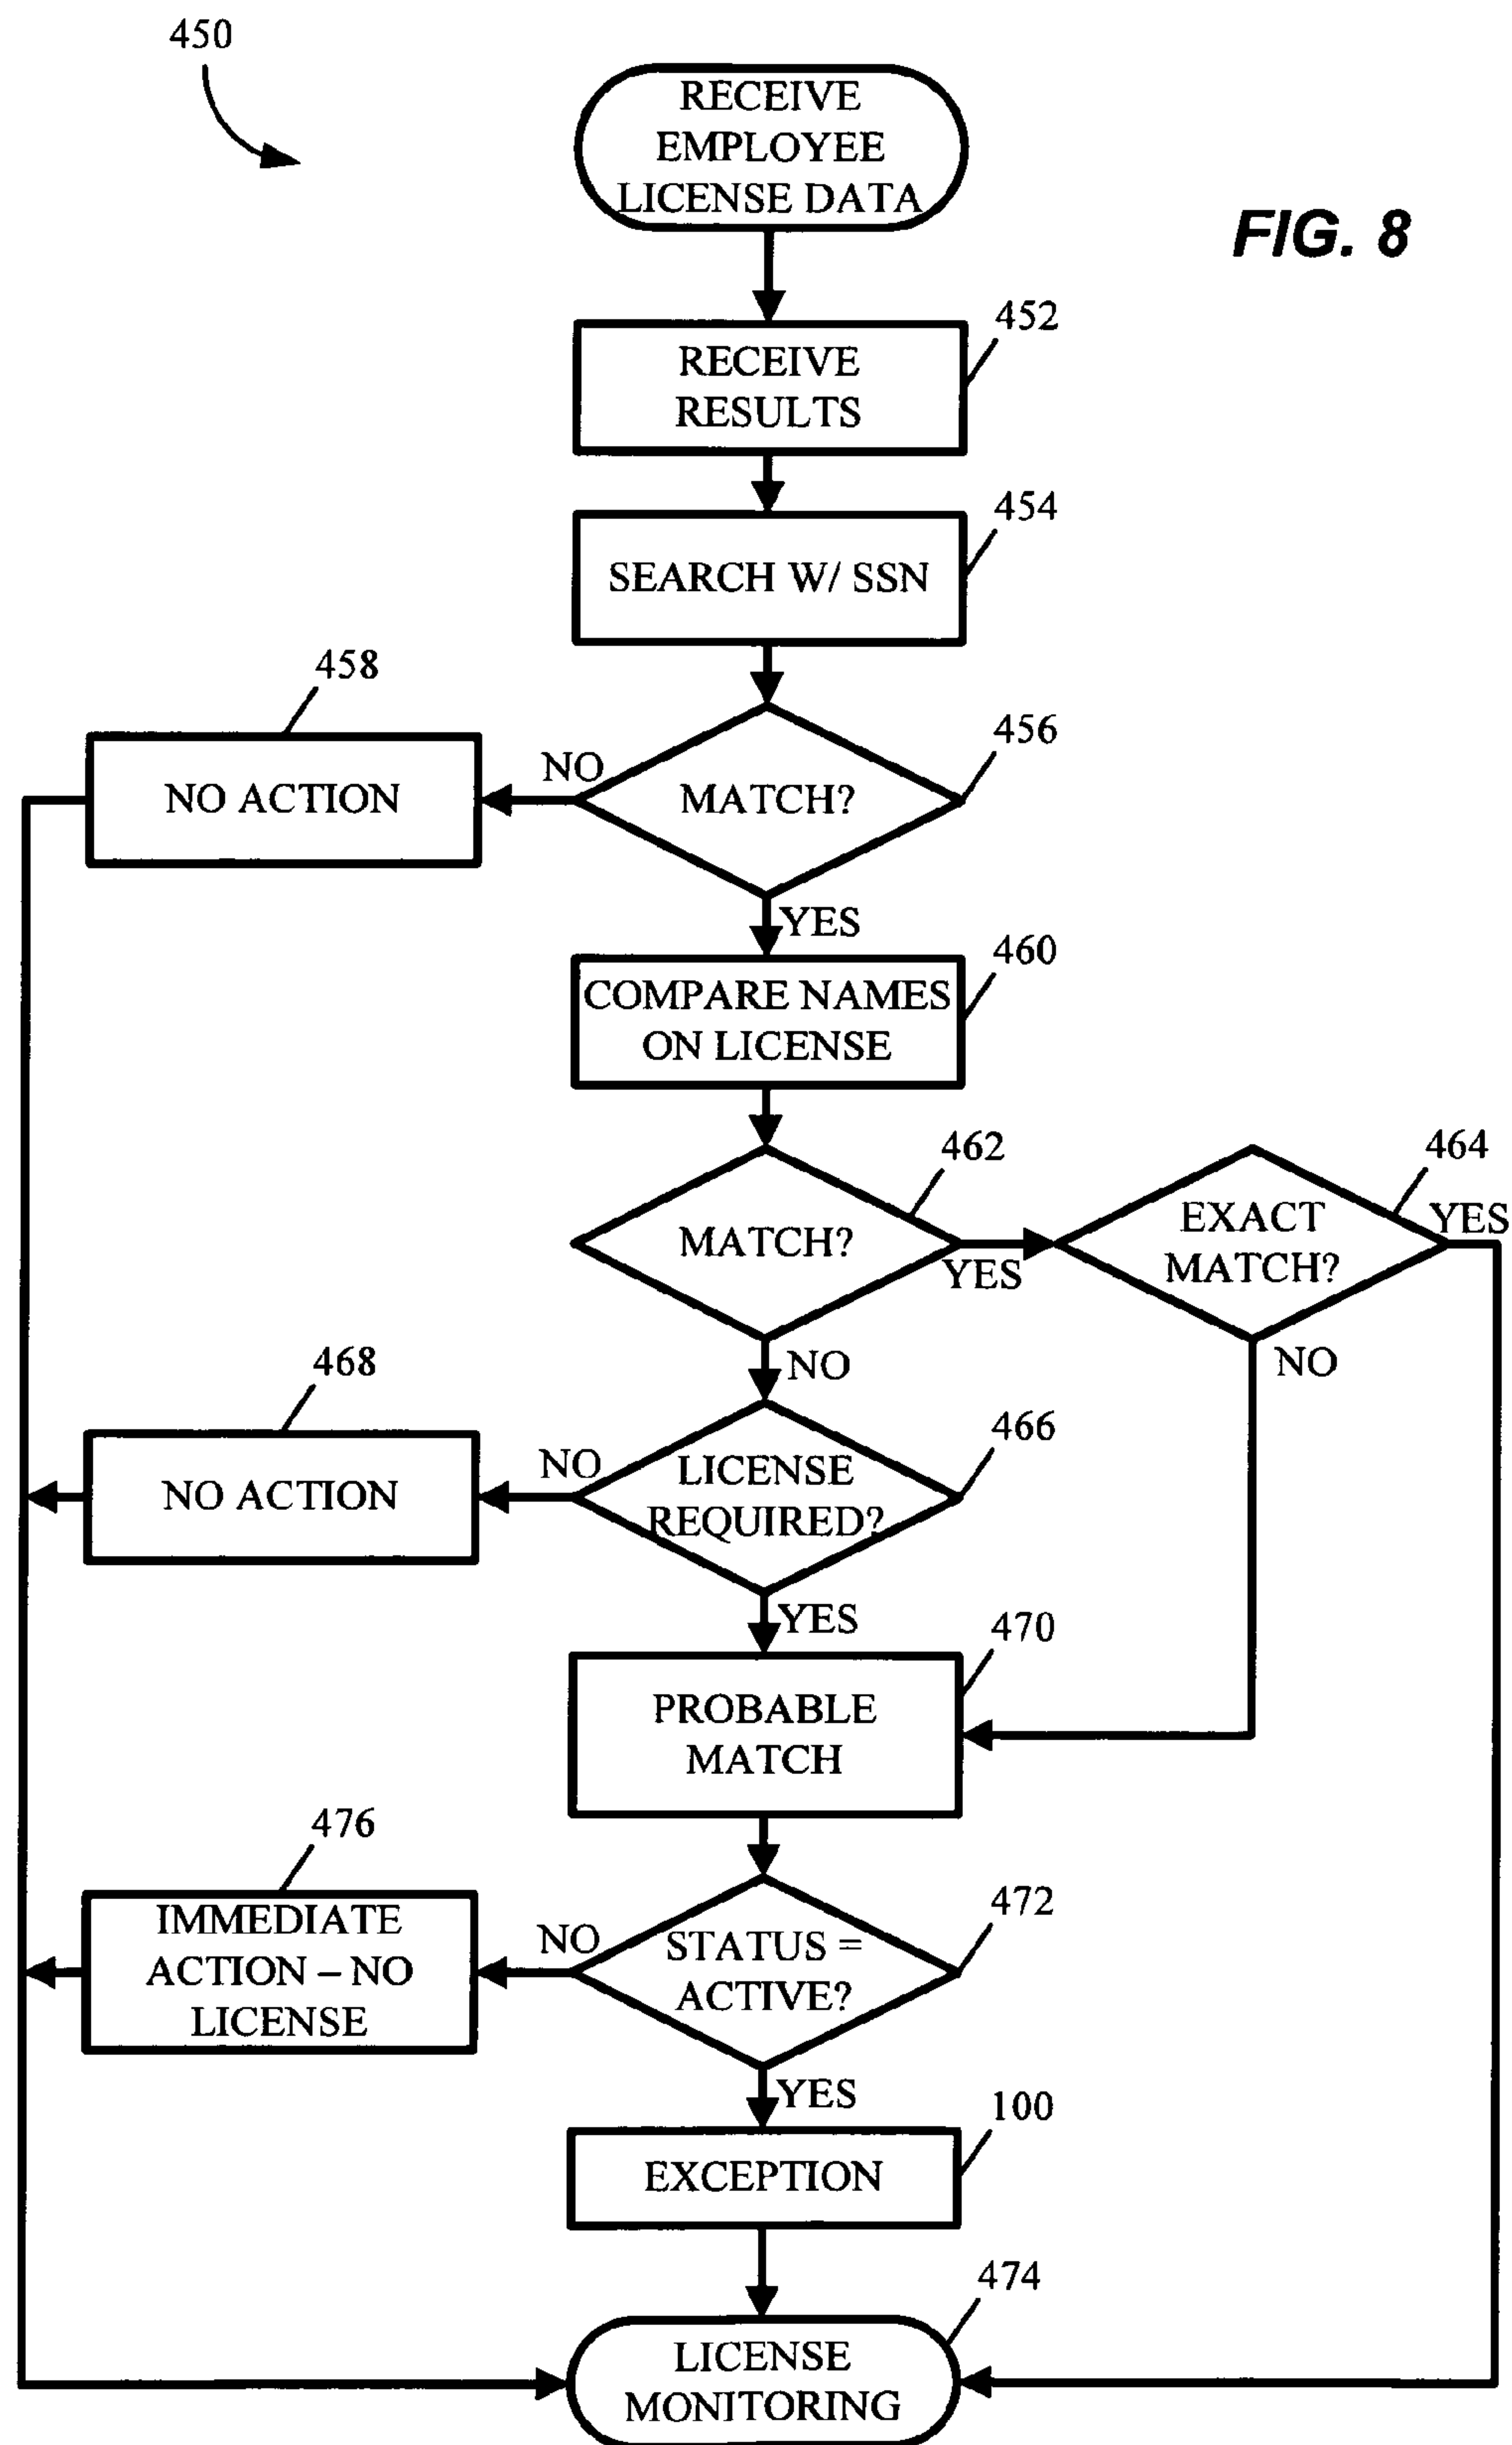 450
RECEIVE
EMPLOYEE
LICENSE DATA
FIG. 8
452
RECEIVE
RESULTS
454
SEARCH W/ SSN
458
456
NO ACTION
NO
MATCH?
YES
460
COMPARE NAMES
ON LICENSE
462
464
MATCH?
YES
EXACT
MATCH?
YES
NO
NO
468
466
NO ACTION
NO
LICENSE
REQUIRED?
YES
470
PROBABLE
MATCH
476
472
IMMEDIATE
ACTION – NO
LICENSE
NO
STATUS =
ACTIVE?
YES
100
EXCEPTION
474
LICENSE
MONITORING